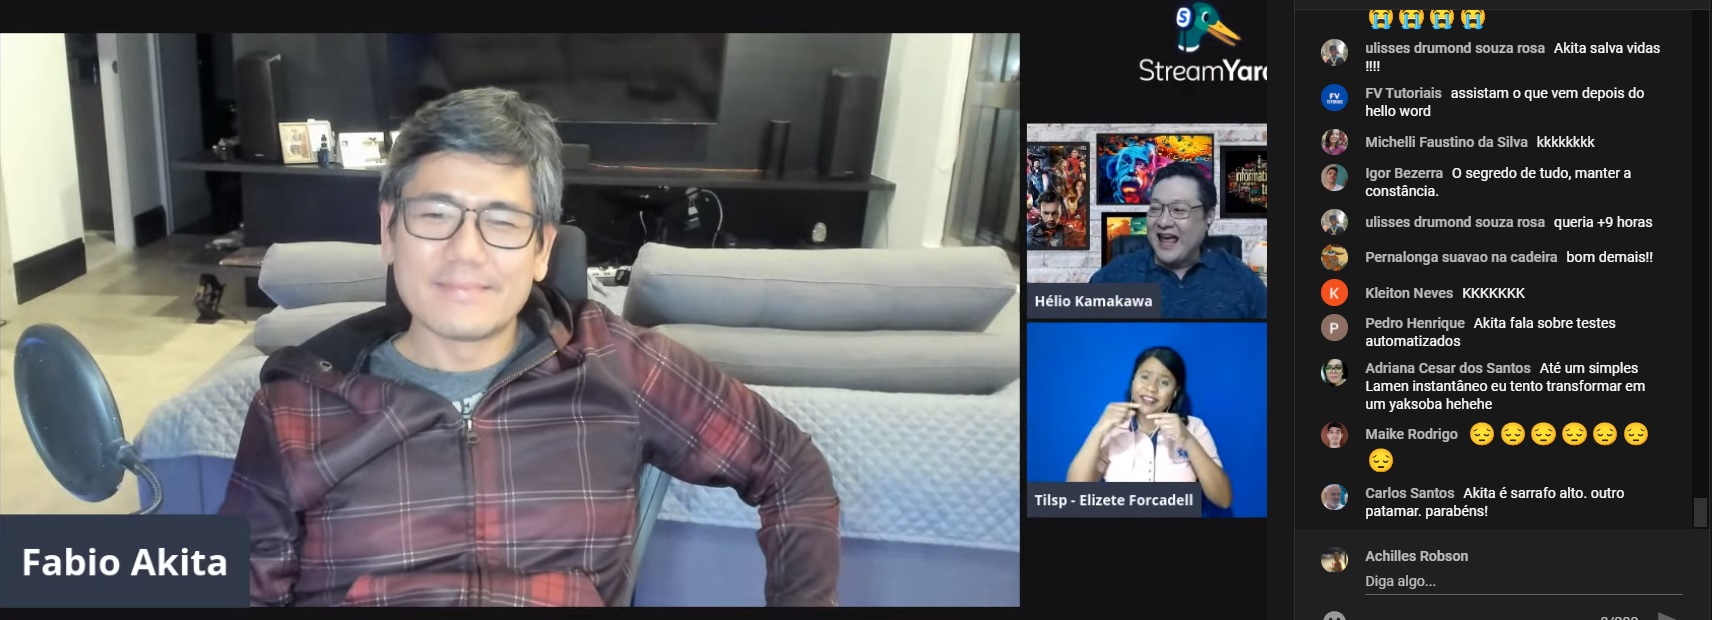 Fabio Akita
StreamYar
Hélio Kamakawa
Tilsp - Elizete Forcadell
ulisses drumond souza rosa Akita salva vidas
!!!!
FV Tutoriais assistam o que vem depois do
hello word
Michelli Faustino da Silva kkkkkkkk
Igor Bezerra O segredo de tudo, manter a
constância.
ulisses drumond souza rosa queria +9 horas
Pernalonga suavao na cadeira bom demais!!
K
Kleiton Neves KKKKKKK
P
Pedro Henrique Akita fala sobre testes
automatizados
Adriana Cesar dos Santos Até um simples
Lamen instantâneo eu tento transformar em
um yaksoba hehehe
Maike Rodrigo 😔😔😔😔😔😔
😔
Carlos Santos Akita é sarrafo alto. outro
patamar. parabéns!
Achilles Robson
Diga algo...